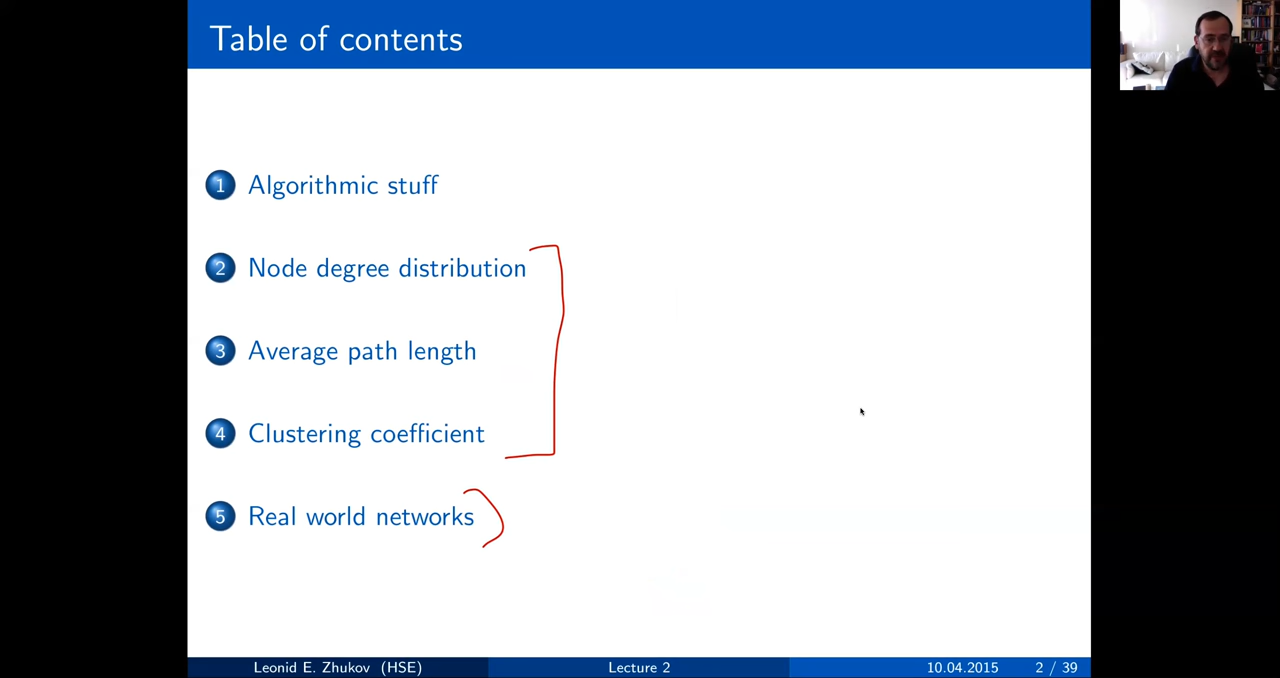 Table of contents
1 Algorithmic stuff
2 Node degree distribution
3 Average path length
4 Clustering coefficient
5 Real world networks
Leonid E. Zhukov (HSE) Lecture 2 10.04.2015 2 / 39